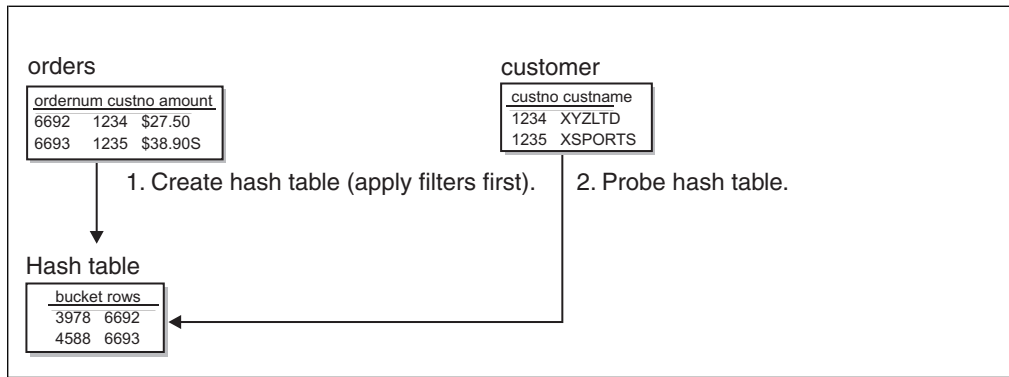 orders
ordernum custno amount
6692 1234 $27.50
6693 1235 $38.90S
customer
custno custname
1234 XYZLTD
1235 XSPORTS
1. Create hash table (apply filters first).
2. Probe hash table.
Hash table
bucket rows
3978 6692
4588 6693